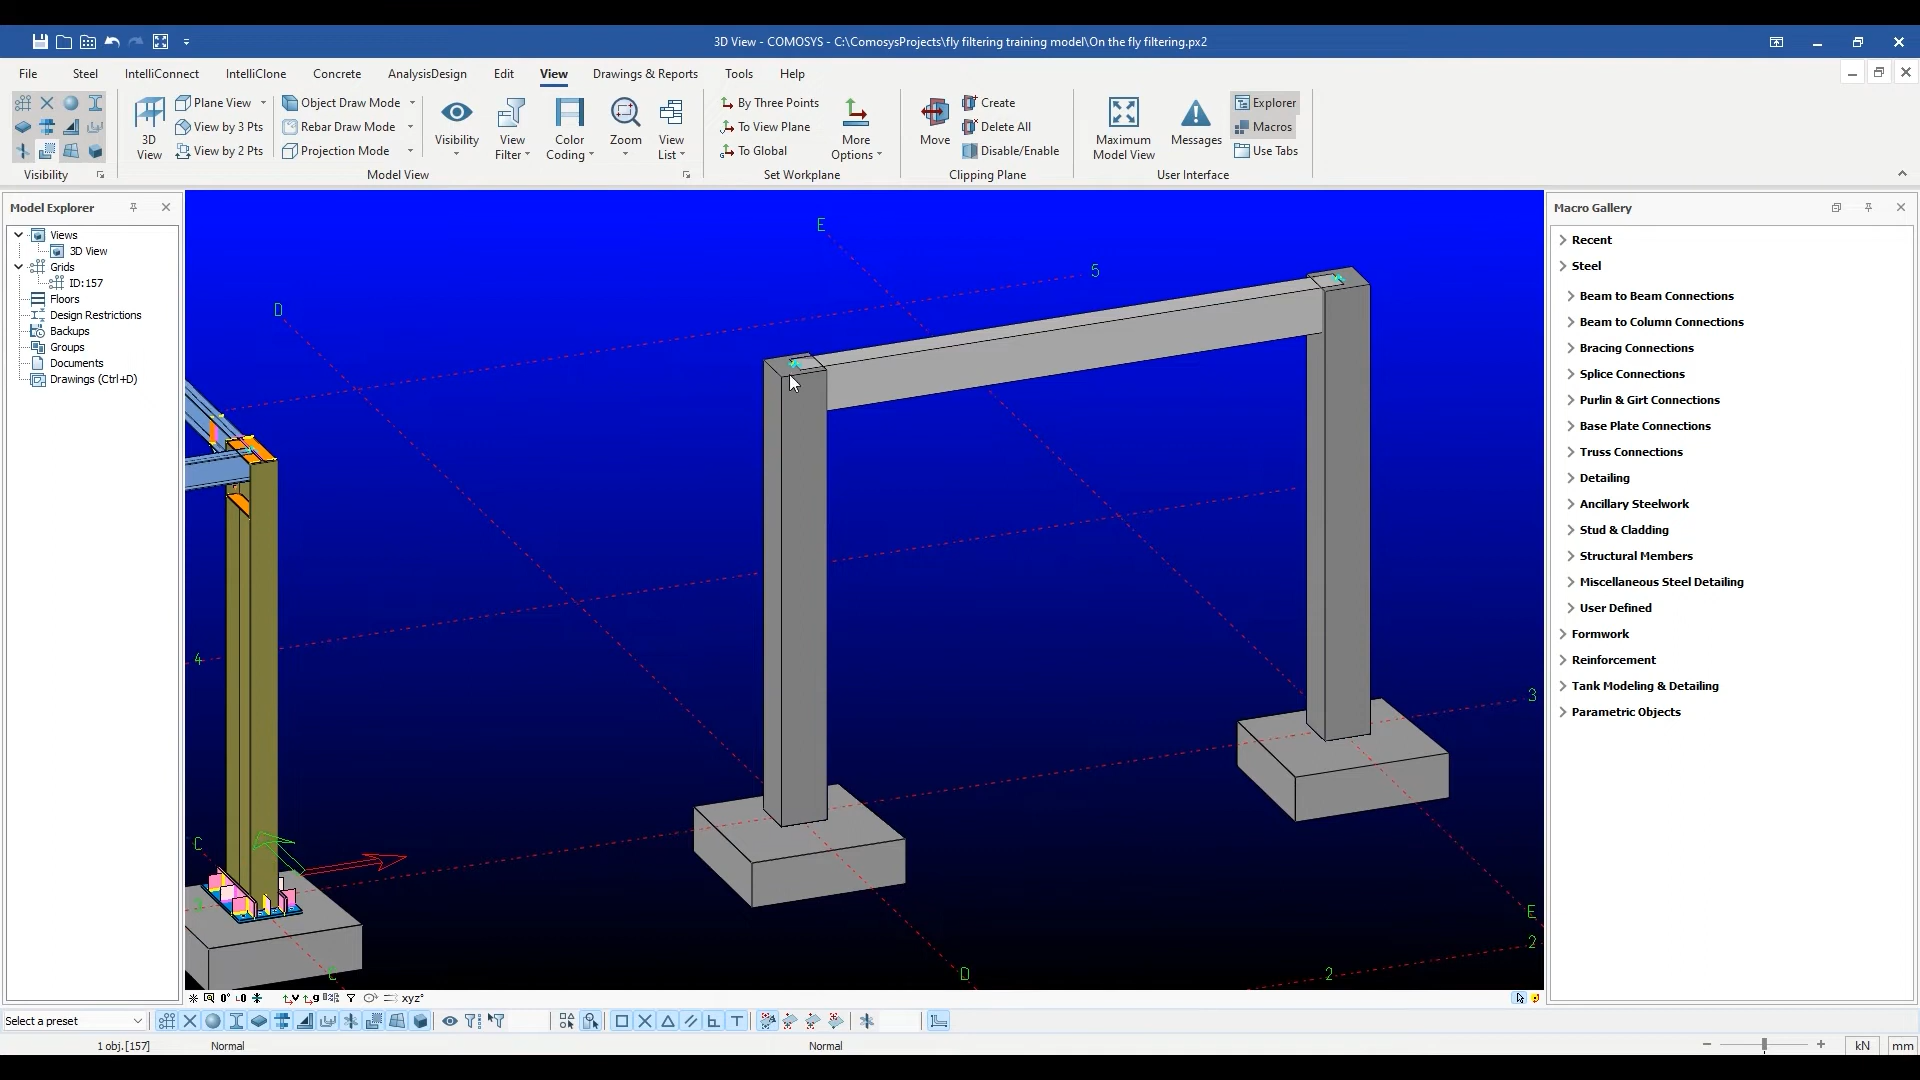 3D View - COMOSYS - C:\ComosysProjects\fly filtering training model\On the fly filtering.px2
File Steel IntelliConnect IntelliClone Concrete AnalysisDesign Edit View Drawings & Reports Tools Help
3D View
Plane View
View by 3 Pts
View by 2 Pts
Object Draw Mode
Rebar Draw Mode
Projection Mode
Visibility
View Filter
Color Coding
Zoom
View List
By Three Points
To View Plane
To Global
More Options
Move
Create
Delete All
Disable/Enable
Maximum Model View
Messages
Explorer
Macros
Use Tabs
Visibility
Model View
Set Workplane
Clipping Plane
User Interface
Model Explorer
Views
3D View
Grids
ID:157
Floors
Design Restrictions
Backups
Groups
Documents
Drawings (Ctrl+D)
E
5
D
4
3
C
E
2
C
D
2
Macro Gallery
Recent
Steel
Beam to Beam Connections
Beam to Column Connections
Bracing Connections
Splice Connections
Purlin & Girt Connections
Base Plate Connections
Truss Connections
Detailing
Ancillary Steelwork
Stud & Cladding
Structural Members
Miscellaneous Steel Detailing
User Defined
Formwork
Reinforcement
Tank Modeling & Detailing
Parametric Objects
xyz°
Select a preset
1 obj.[157]
Normal
Normal
kN
mm